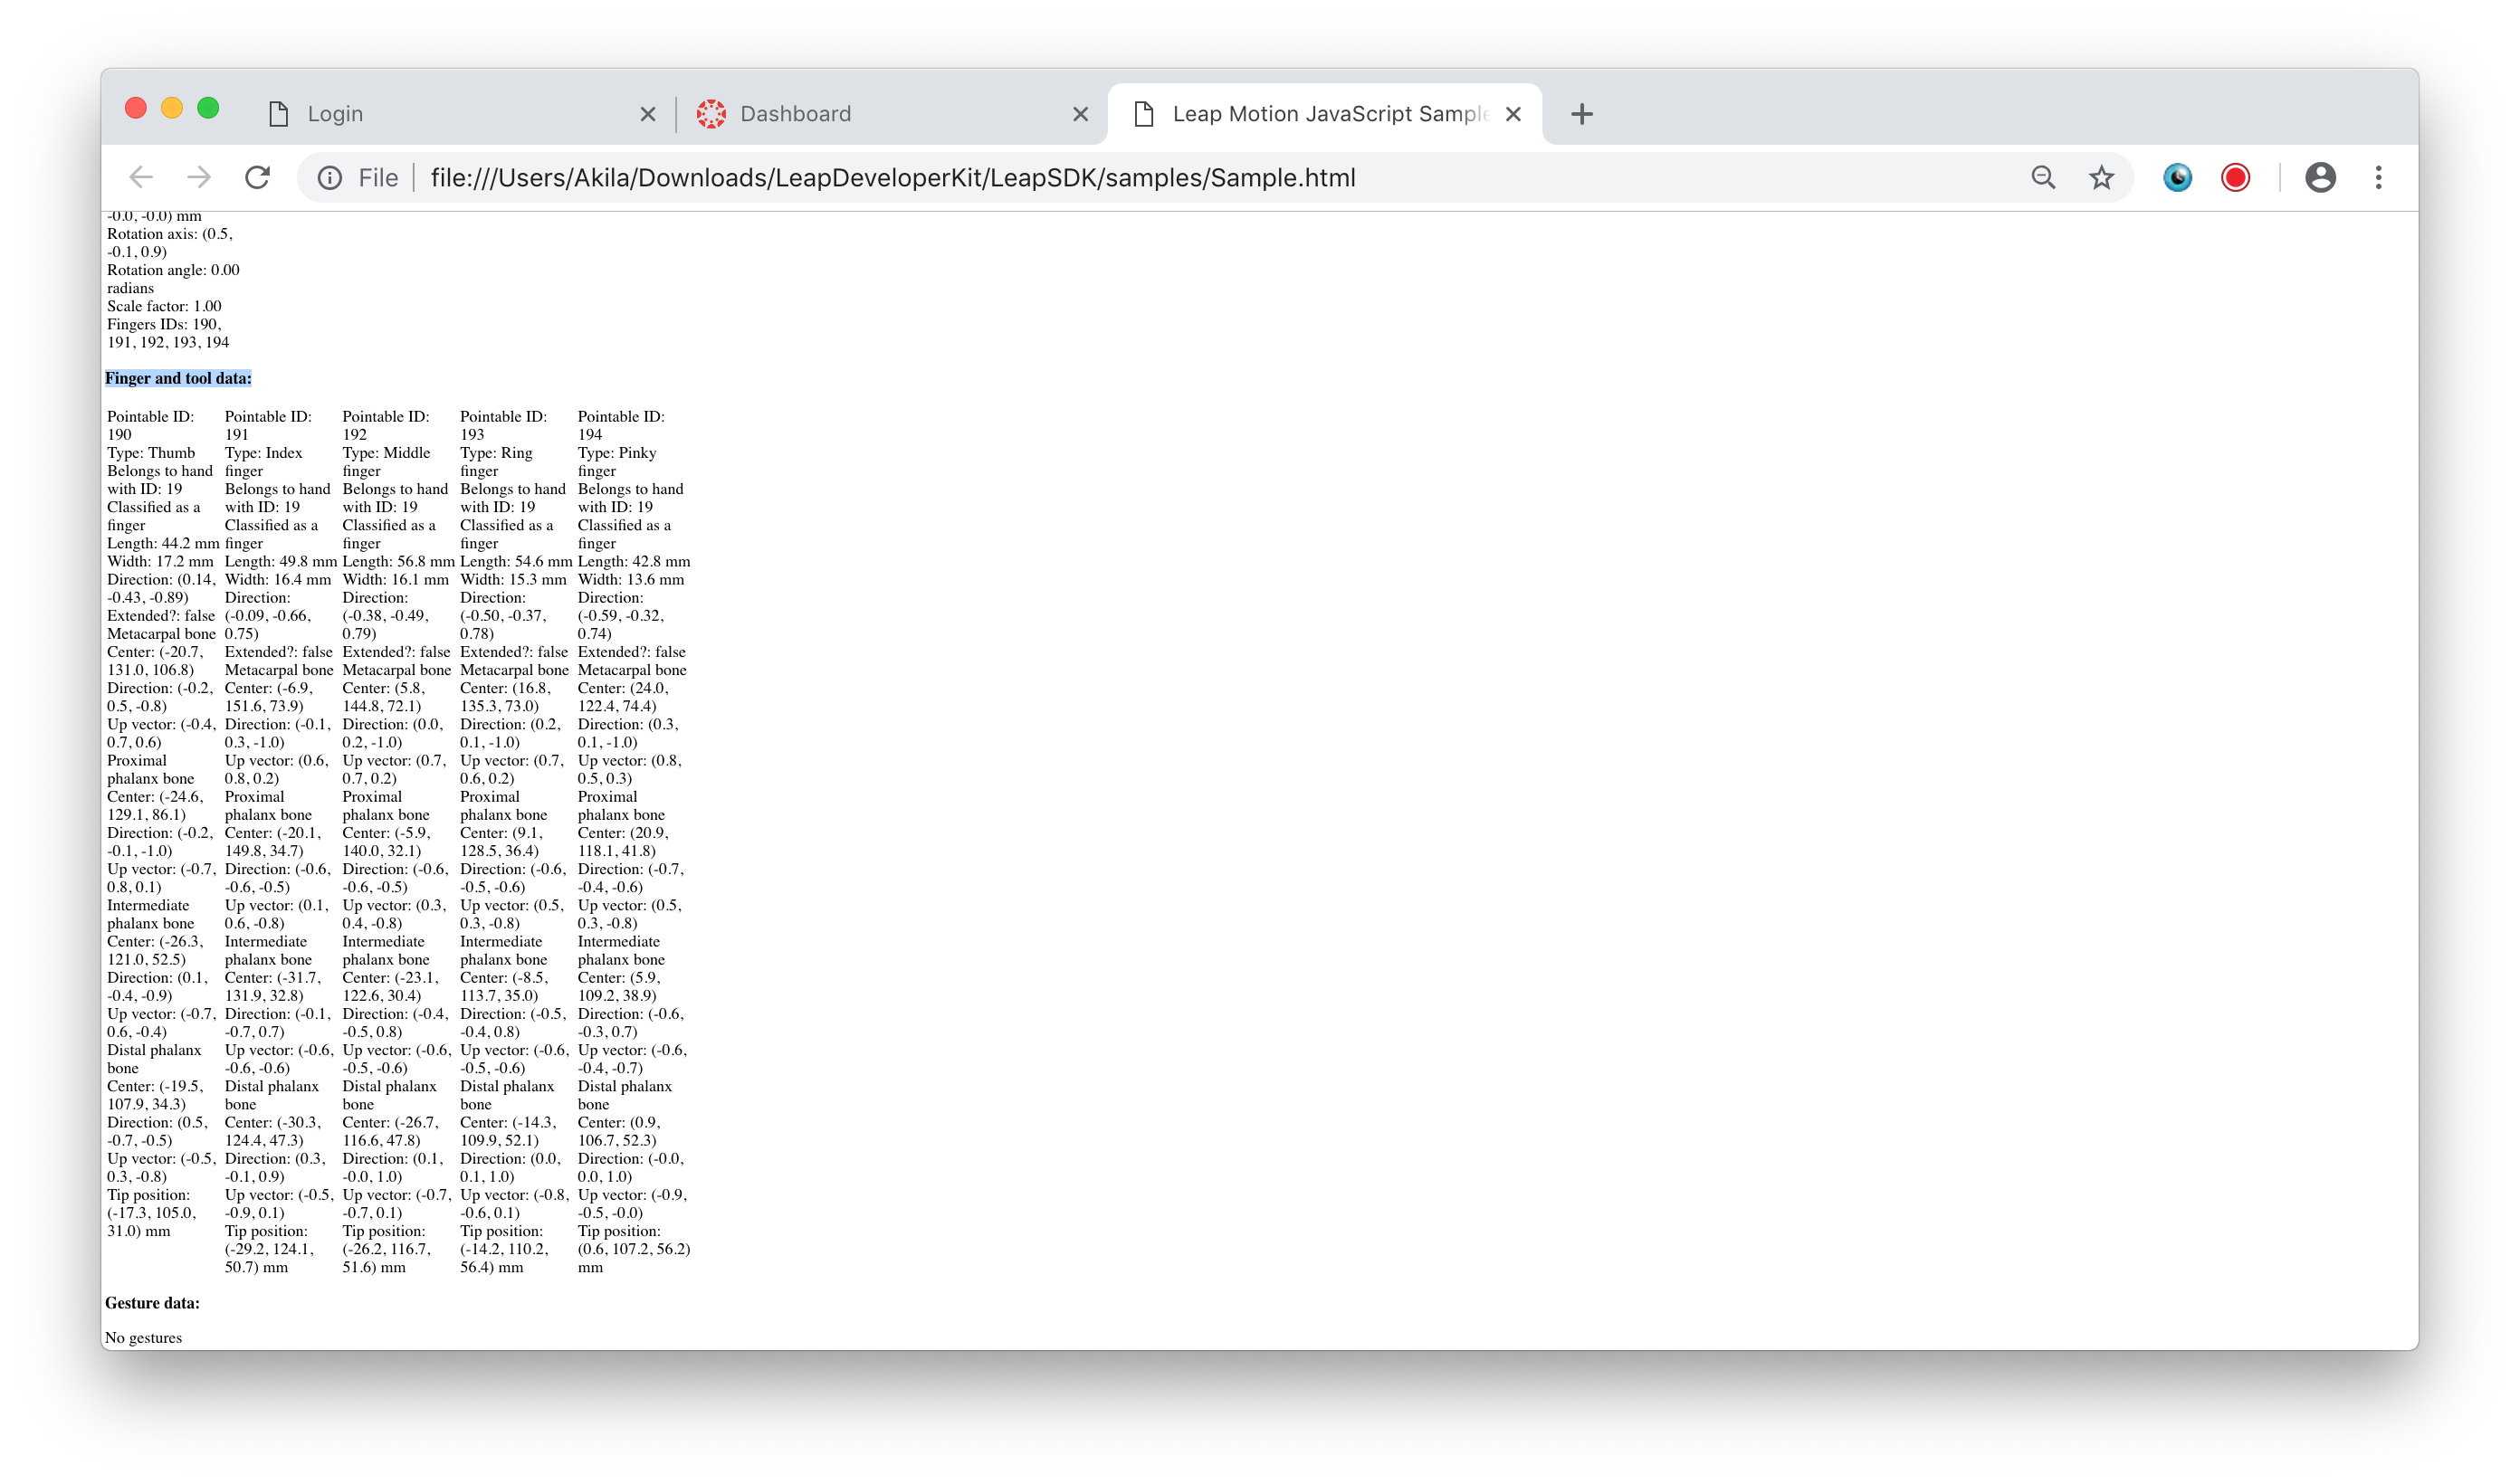 Login
Dashboard
Leap Motion JavaScript Sample
File
file:///Users/Akila/Downloads/LeapDeveloperKit/LeapSDK/samples/Sample.html
-0.0, -0.0) mm
Rotation axis: (0.5,
-0.1, 0.9)
Rotation angle: 0.00
radians
Scale factor: 1.00
Fingers IDs: 190,
191, 192, 193, 194
Finger and tool data:
Pointable ID:
190
Type: Thumb
Belongs to hand
with ID: 19
Classified as a
finger
Length: 44.2 mm
Width: 17.2 mm
Direction: (0.14,
-0.43, -0.89)
Extended?: false
Metacarpal bone
Center: (-20.7,
131.0, 106.8)
Direction: (-0.2,
0.5, -0.8)
Up vector: (-0.4,
0.7, 0.6)
Proximal
phalanx bone
Center: (-24.6,
129.1, 86.1)
Direction: (-0.2,
-0.1, -1.0)
Up vector: (-0.7,
0.8, 0.1)
Intermediate
phalanx bone
Center: (-26.3,
121.0, 52.5)
Direction: (0.1,
-0.4, -0.9)
Up vector: (-0.7,
0.6, -0.4)
Distal phalanx
bone
Center: (-19.5,
107.9, 34.3)
Direction: (0.5,
-0.7, -0.5)
Up vector: (-0.5,
0.3, -0.8)
Tip position:
(-17.3, 105.0,
31.0) mm
Pointable ID:
191
Type: Index
finger
Belongs to hand
with ID: 19
Classified as a
finger
Length: 49.8 mm
Width: 16.4 mm
Direction:
(-0.09, -0.66,
0.75)
Extended?: false
Metacarpal bone
Center: (-6.9,
151.6, 73.9)
Direction: (-0.1,
0.3, -1.0)
Up vector: (0.6,
0.8, 0.2)
Proximal
phalanx bone
Center: (-20.1,
149.8, 34.7)
Direction: (-0.6,
-0.6, -0.5)
Up vector: (0.1,
0.6, -0.8)
Intermediate
phalanx bone
Center: (-31.7,
131.9, 32.8)
Direction: (-0.1,
-0.7, 0.7)
Up vector: (-0.6,
-0.6, -0.6)
Distal phalanx
bone
Center: (-30.3,
124.4, 47.3)
Direction: (0.3,
-0.1, 0.9)
Up vector: (-0.5,
-0.9, 0.1)
Tip position:
(-29.2, 124.1,
50.7) mm
Pointable ID:
192
Type: Middle
finger
Belongs to hand
with ID: 19
Classified as a
finger
Length: 56.8 mm
Width: 16.1 mm
Direction:
(-0.38, -0.49,
0.79)
Extended?: false
Metacarpal bone
Center: (5.8,
144.8, 72.1)
Direction: (0.0,
0.2, -1.0)
Up vector: (0.7,
0.7, 0.2)
Proximal
phalanx bone
Center: (-5.9,
140.0, 32.1)
Direction: (-0.6,
-0.6, -0.5)
Up vector: (0.3,
0.4, -0.8)
Intermediate
phalanx bone
Center: (-23.1,
122.6, 30.4)
Direction: (-0.4,
-0.5, 0.8)
Up vector: (-0.6,
-0.5, -0.6)
Distal phalanx
bone
Center: (-26.7,
116.6, 47.8)
Direction: (0.1,
-0.0, 1.0)
Up vector: (-0.7,
-0.7, 0.1)
Tip position:
(-26.2, 116.7,
51.6) mm
Pointable ID:
193
Type: Ring
finger
Belongs to hand
with ID: 19
Classified as a
finger
Length: 54.6 mm
Width: 15.3 mm
Direction:
(-0.50, -0.37,
0.78)
Extended?: false
Metacarpal bone
Center: (16.8,
135.3, 73.0)
Direction: (0.2,
0.1, -1.0)
Up vector: (0.7,
0.6, 0.2)
Proximal
phalanx bone
Center: (9.1,
128.5, 36.4)
Direction: (-0.6,
-0.5, -0.6)
Up vector: (0.5,
0.3, -0.8)
Intermediate
phalanx bone
Center: (-8.5,
113.7, 35.0)
Direction: (-0.5,
-0.4, 0.8)
Up vector: (-0.6,
-0.5, -0.6)
Distal phalanx
bone
Center: (-14.3,
109.9, 52.1)
Direction: (0.0,
0.1, 1.0)
Up vector: (-0.8,
-0.6, 0.1)
Tip position:
(-14.2, 110.2,
56.4) mm
Pointable ID:
194
Type: Pinky
finger
Belongs to hand
with ID: 19
Classified as a
finger
Length: 42.8 mm
Width: 13.6 mm
Direction:
(-0.59, -0.32,
0.74)
Extended?: false
Metacarpal bone
Center: (24.0,
122.4, 74.4)
Direction: (0.3,
0.1, -1.0)
Up vector: (0.8,
0.5, 0.3)
Proximal
phalanx bone
Center: (20.9,
118.1, 41.8)
Direction: (-0.7,
-0.4, -0.6)
Up vector: (0.5,
0.3, -0.8)
Intermediate
phalanx bone
Center: (5.9,
109.2, 38.9)
Direction: (-0.6,
-0.3, 0.7)
Up vector: (-0.6,
-0.4, -0.7)
Distal phalanx
bone
Center: (0.9,
106.7, 52.3)
Direction: (-0.0,
0.0, 1.0)
Up vector: (-0.9,
-0.5, -0.0)
Tip position:
(0.6, 107.2, 56.2)
mm
Gesture data:
No gestures